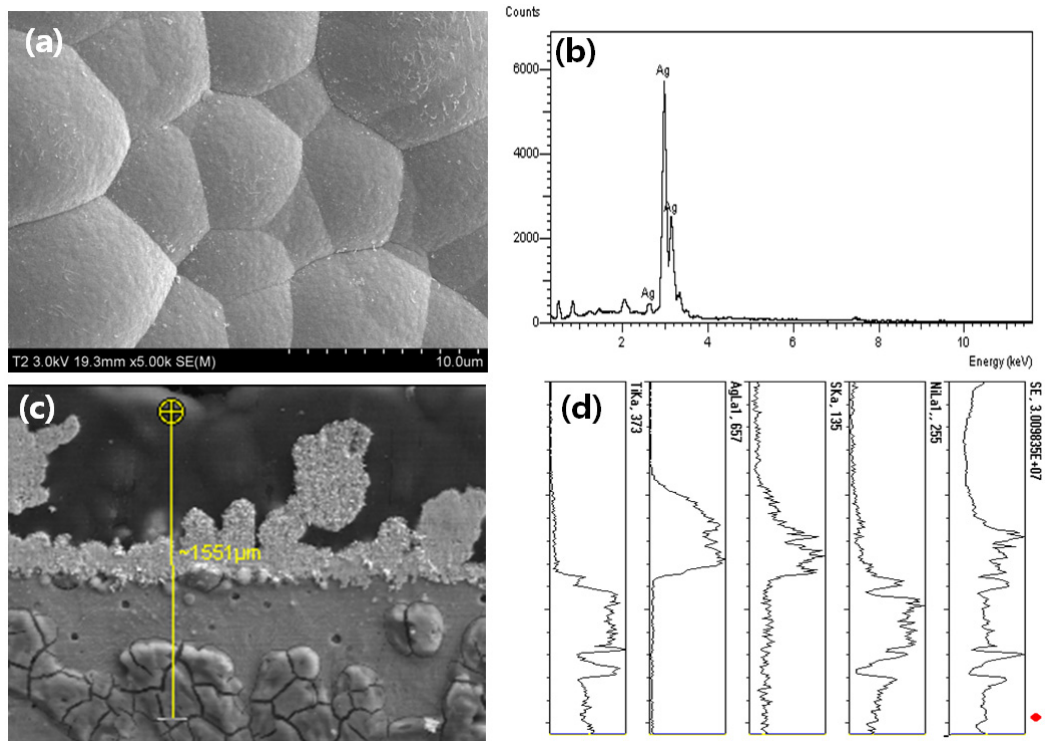 (a)
T2 3.0kV 19.3mm x5.00k SE(M)
10.0um
Counts
(b)
6000
4000
2000
0
Ag
Ag
Ag
2
4
6
8
10
Energy (keV)
(c)
~1551µm
(d)
TiKa, 373
AgLa1, 657
SKa, 135
NiLa1,, 255
SE, 3.009835E+07